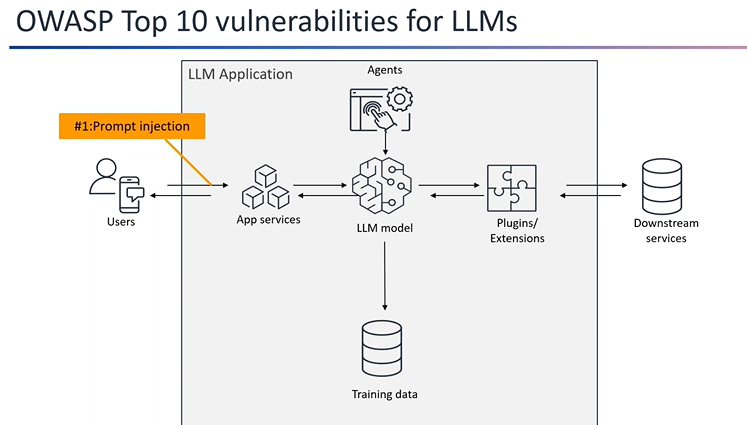 OWASP Top 10 vulnerabilities for LLMs
LLM Application
Agents
#1:Prompt injection
Users
App services
LLM model
Plugins/
Extensions
Downstream
services
Training data